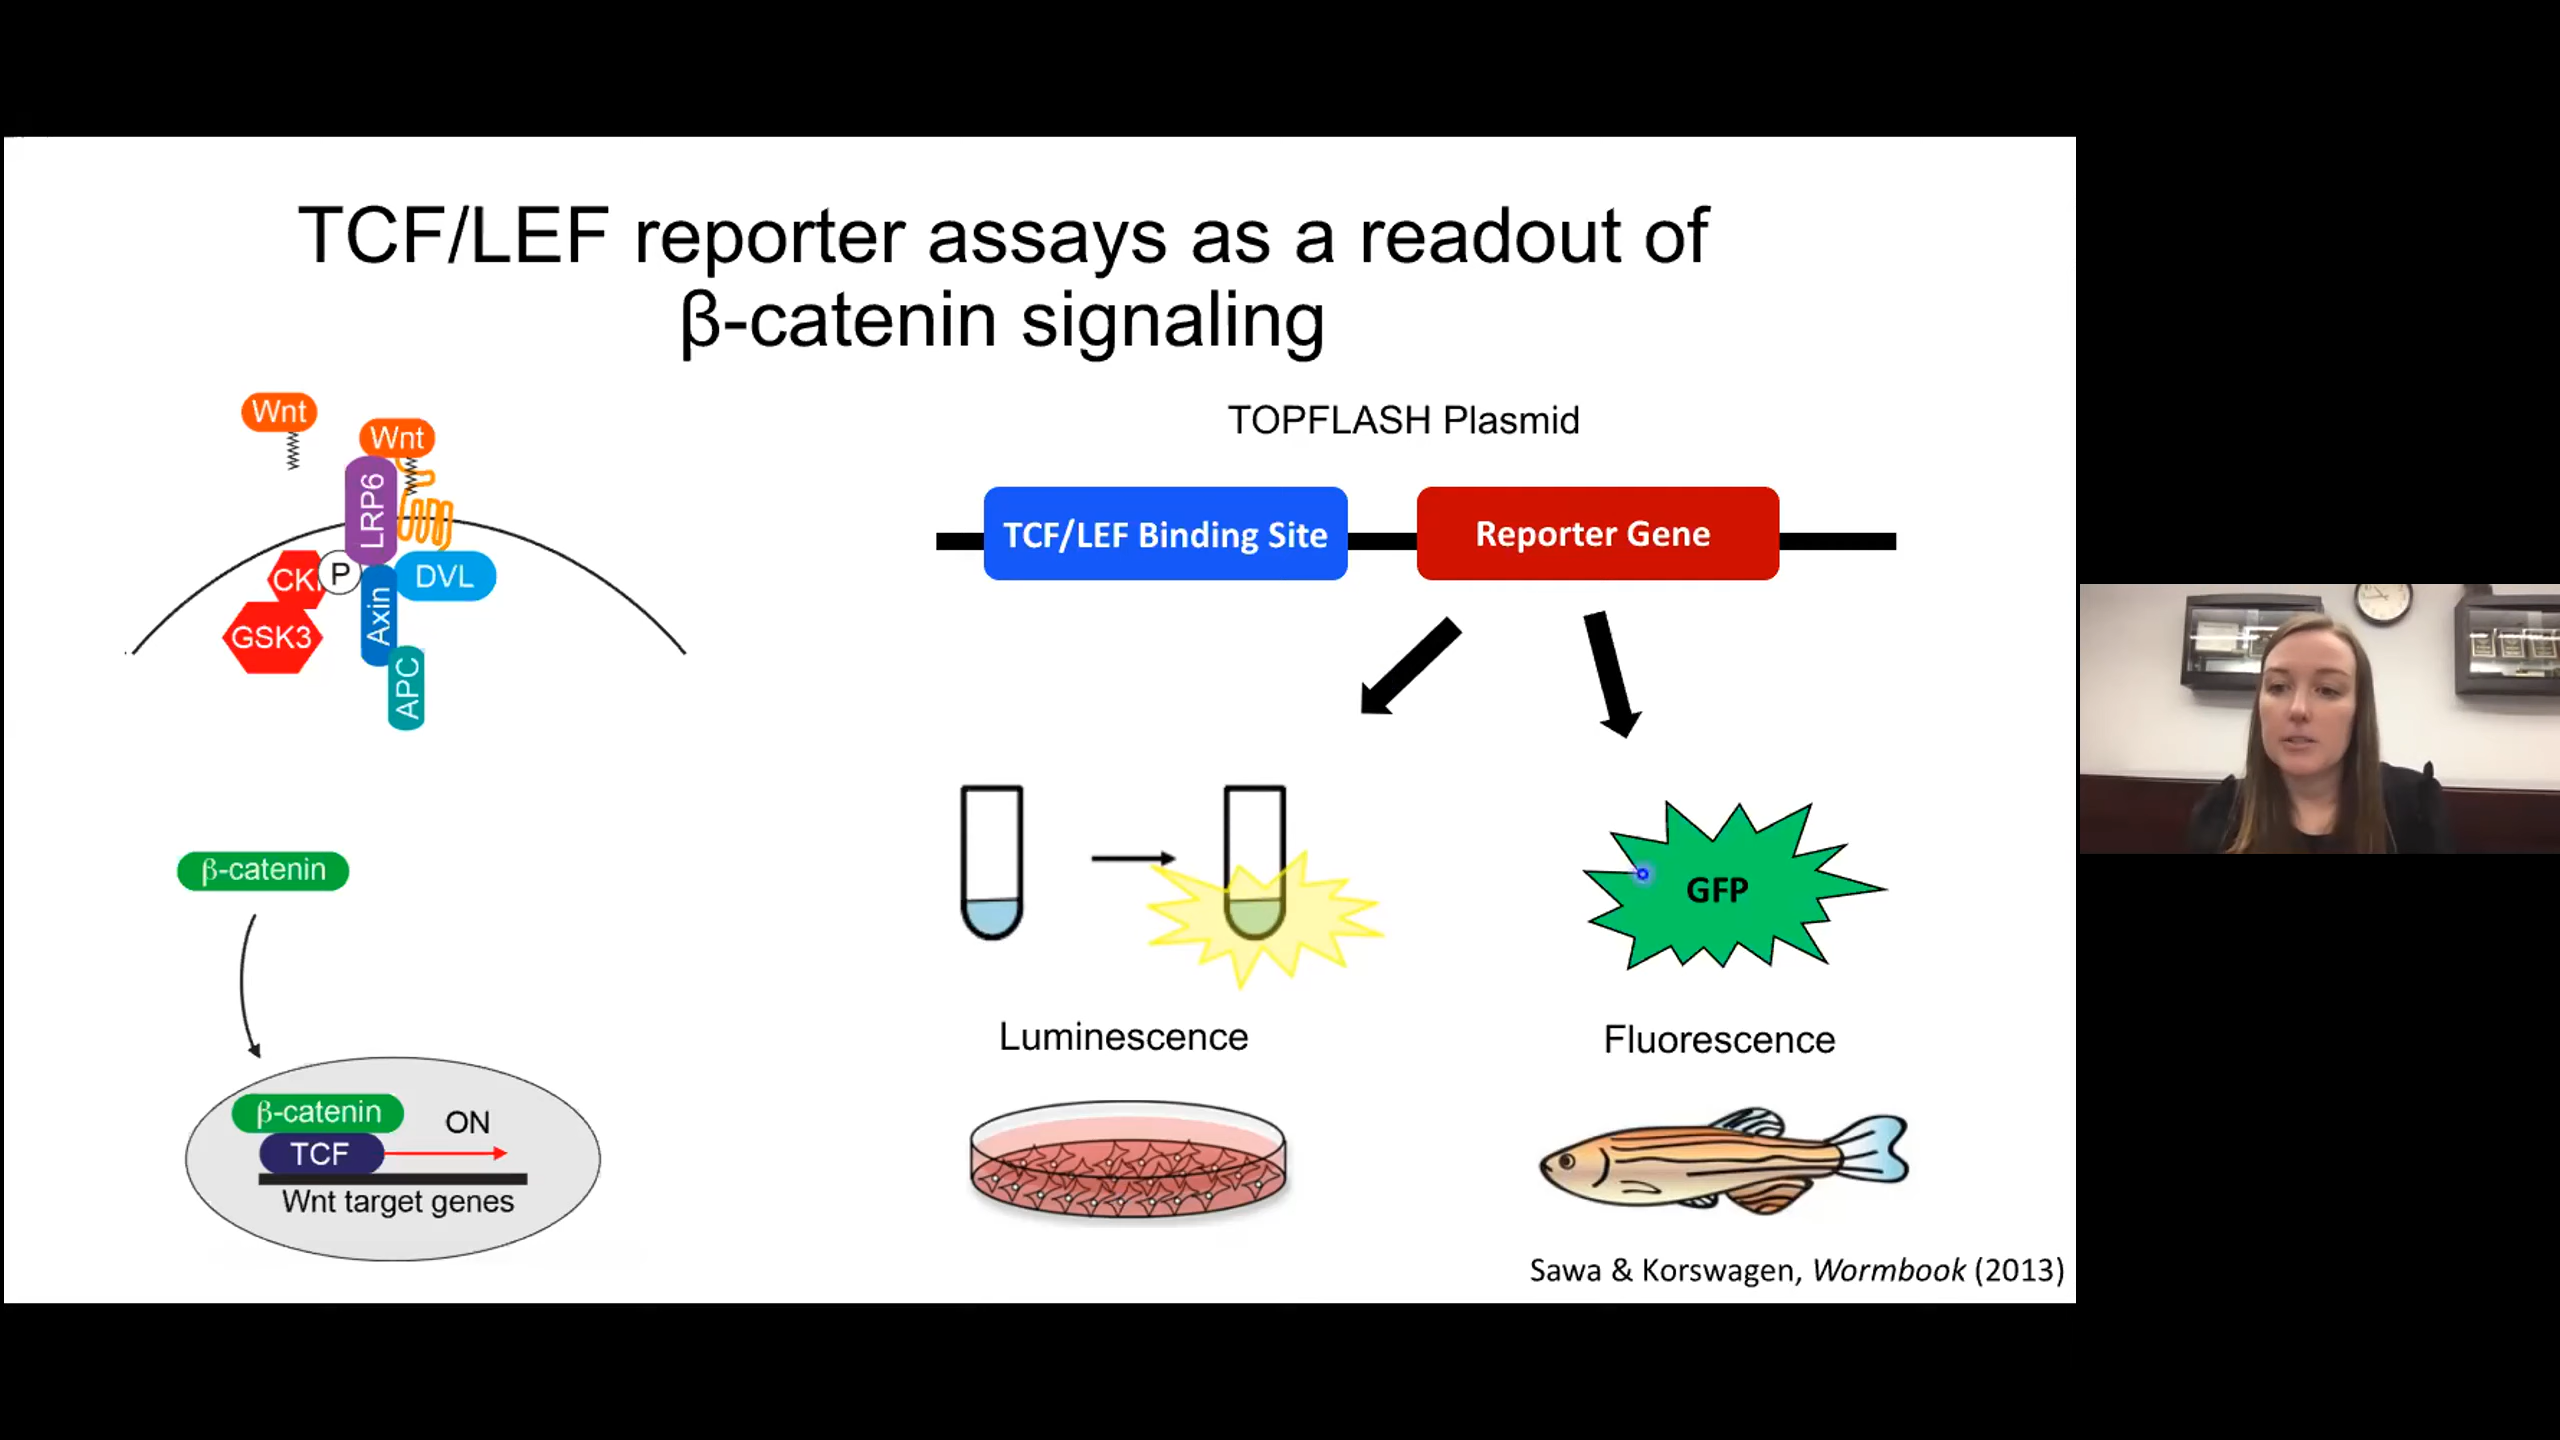 TCF/LEF reporter assays as a readout of
β-catenin signaling
Wnt
Wnt
LRP6
CK
P
DVL
GSK3
Axin
APC
β-catenin
β-catenin
ON
TCF
Wnt target genes
TOPFLASH Plasmid
TCF/LEF Binding Site
Reporter Gene
GFP
Luminescence
Fluorescence
Sawa & Korswagen, Wormbook (2013)